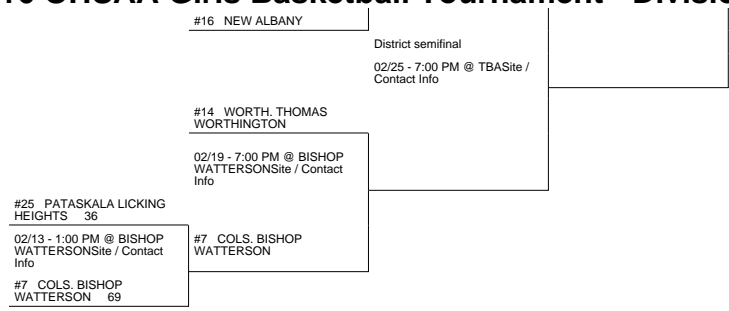 #16 NEW ALBANY
District semifinal
02/25 - 7:00 PM @ TBASite /
Contact Info
#14 WORTH. THOMAS
WORTHINGTON
02/19 - 7:00 PM @ BISHOP
WATTERSONSite / Contact
Info
#25 PATASKALA LICKING
HEIGHTS 36
02/13 - 1:00 PM @ BISHOP
WATTERSONSite / Contact
Info
#7 COLS. BISHOP
WATTERSON
#7 COLS. BISHOP
WATTERSON 69